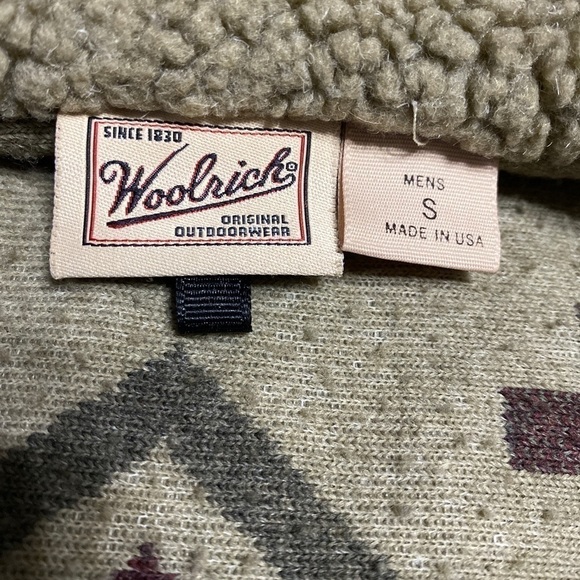 SINCE 1830
Woolrich®
ORIGINAL
OUTDOORWEAR
MENS
S
MADE IN USA